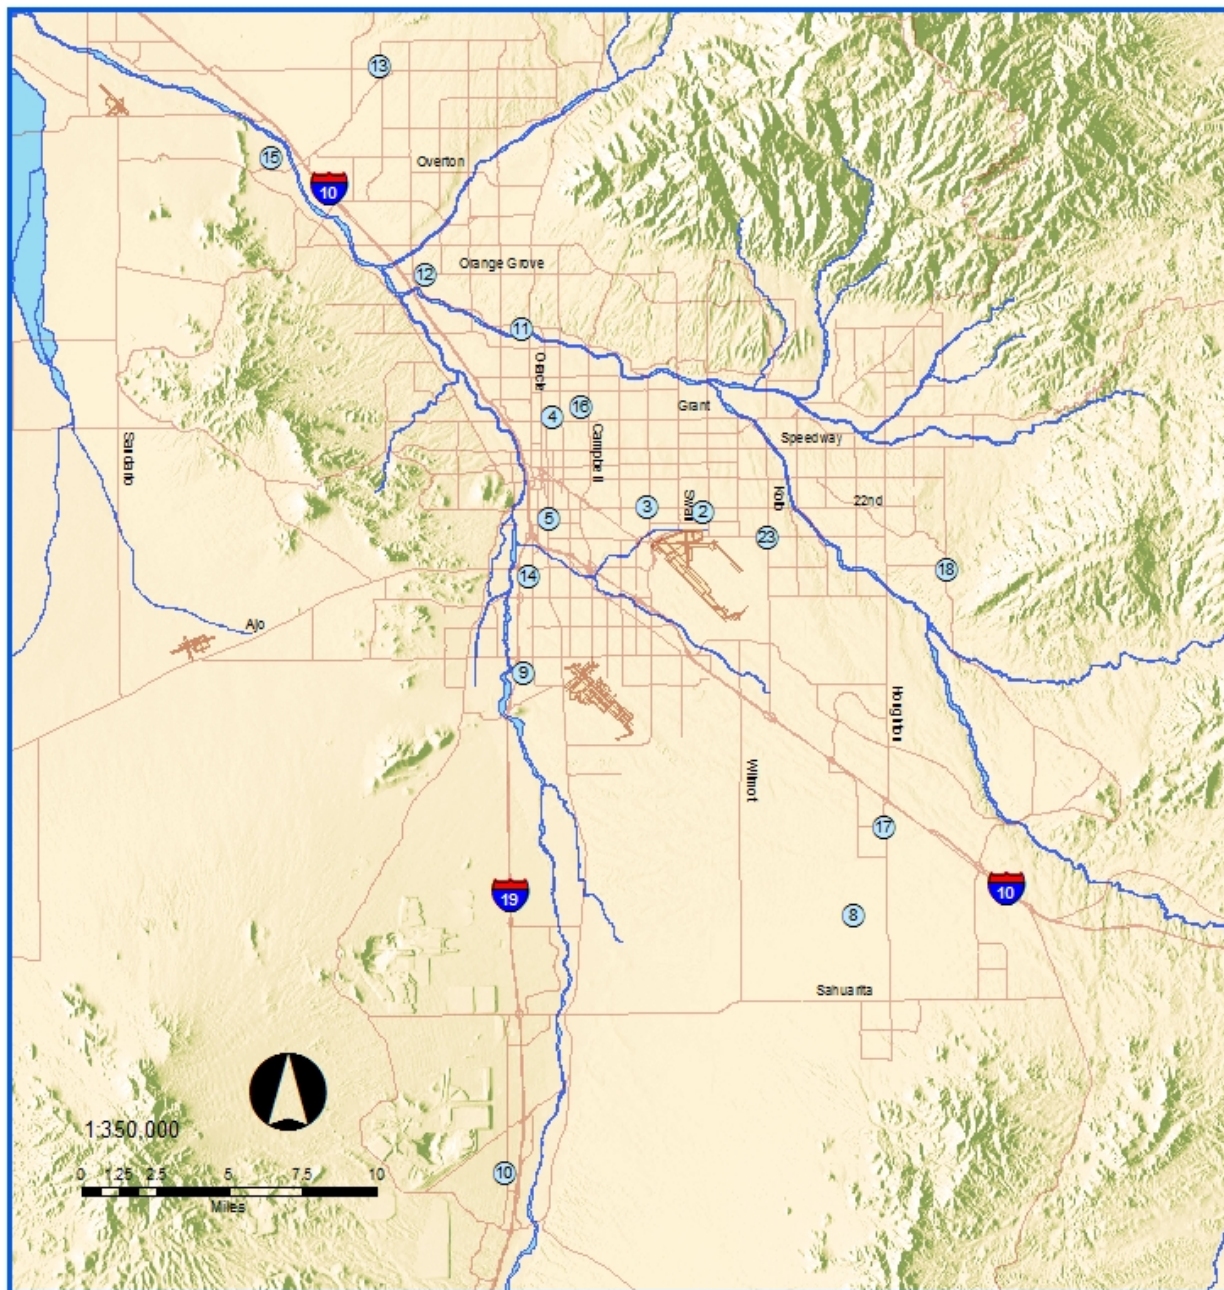 13
15
Overton
10
Orange Grove
12
11
Oracle
4
16
Grant
Campbell
Speedway
Sandario
3
Swan
2
Kolb
22nd
5
23
14
18
Ajo
9
Houghton
Wilmot
17
19
10
8
Sahuarita
1:350,000
0 1.25 2.5 5 7.5 10
Miles
10